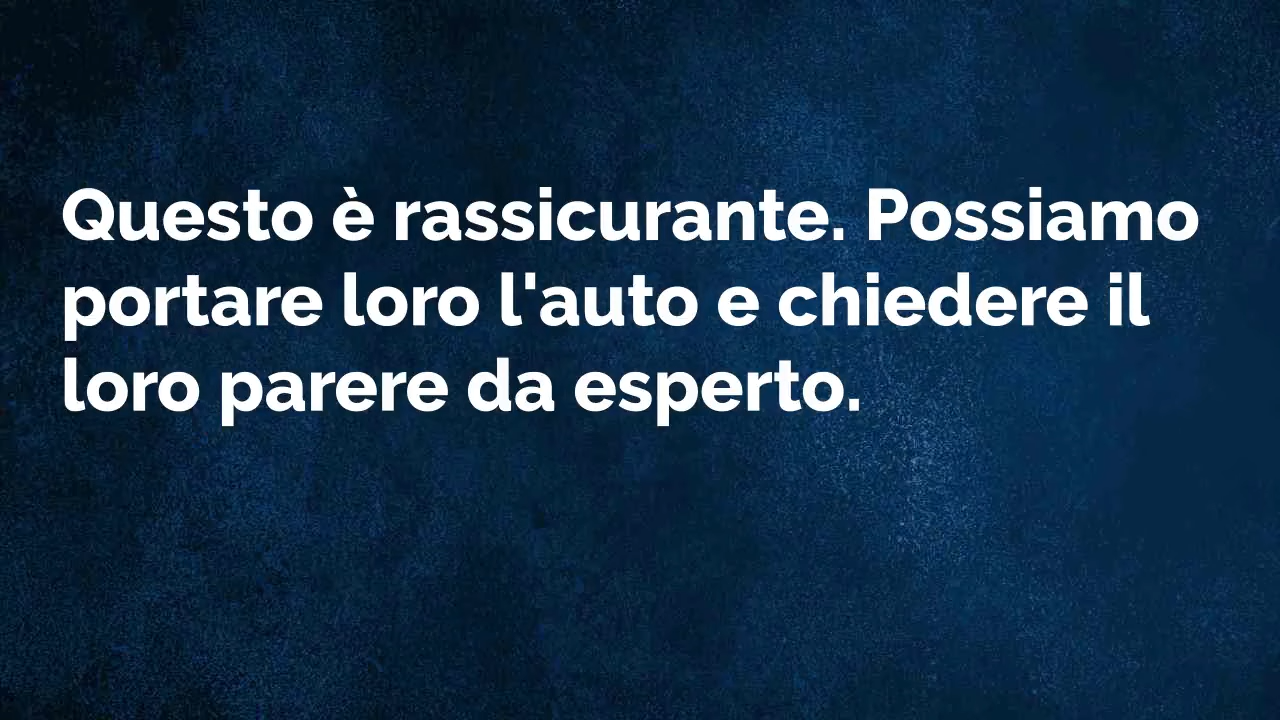 Questo è rassicurante. Possiamo
portare loro l'auto e chiedere il
loro parere da esperto.